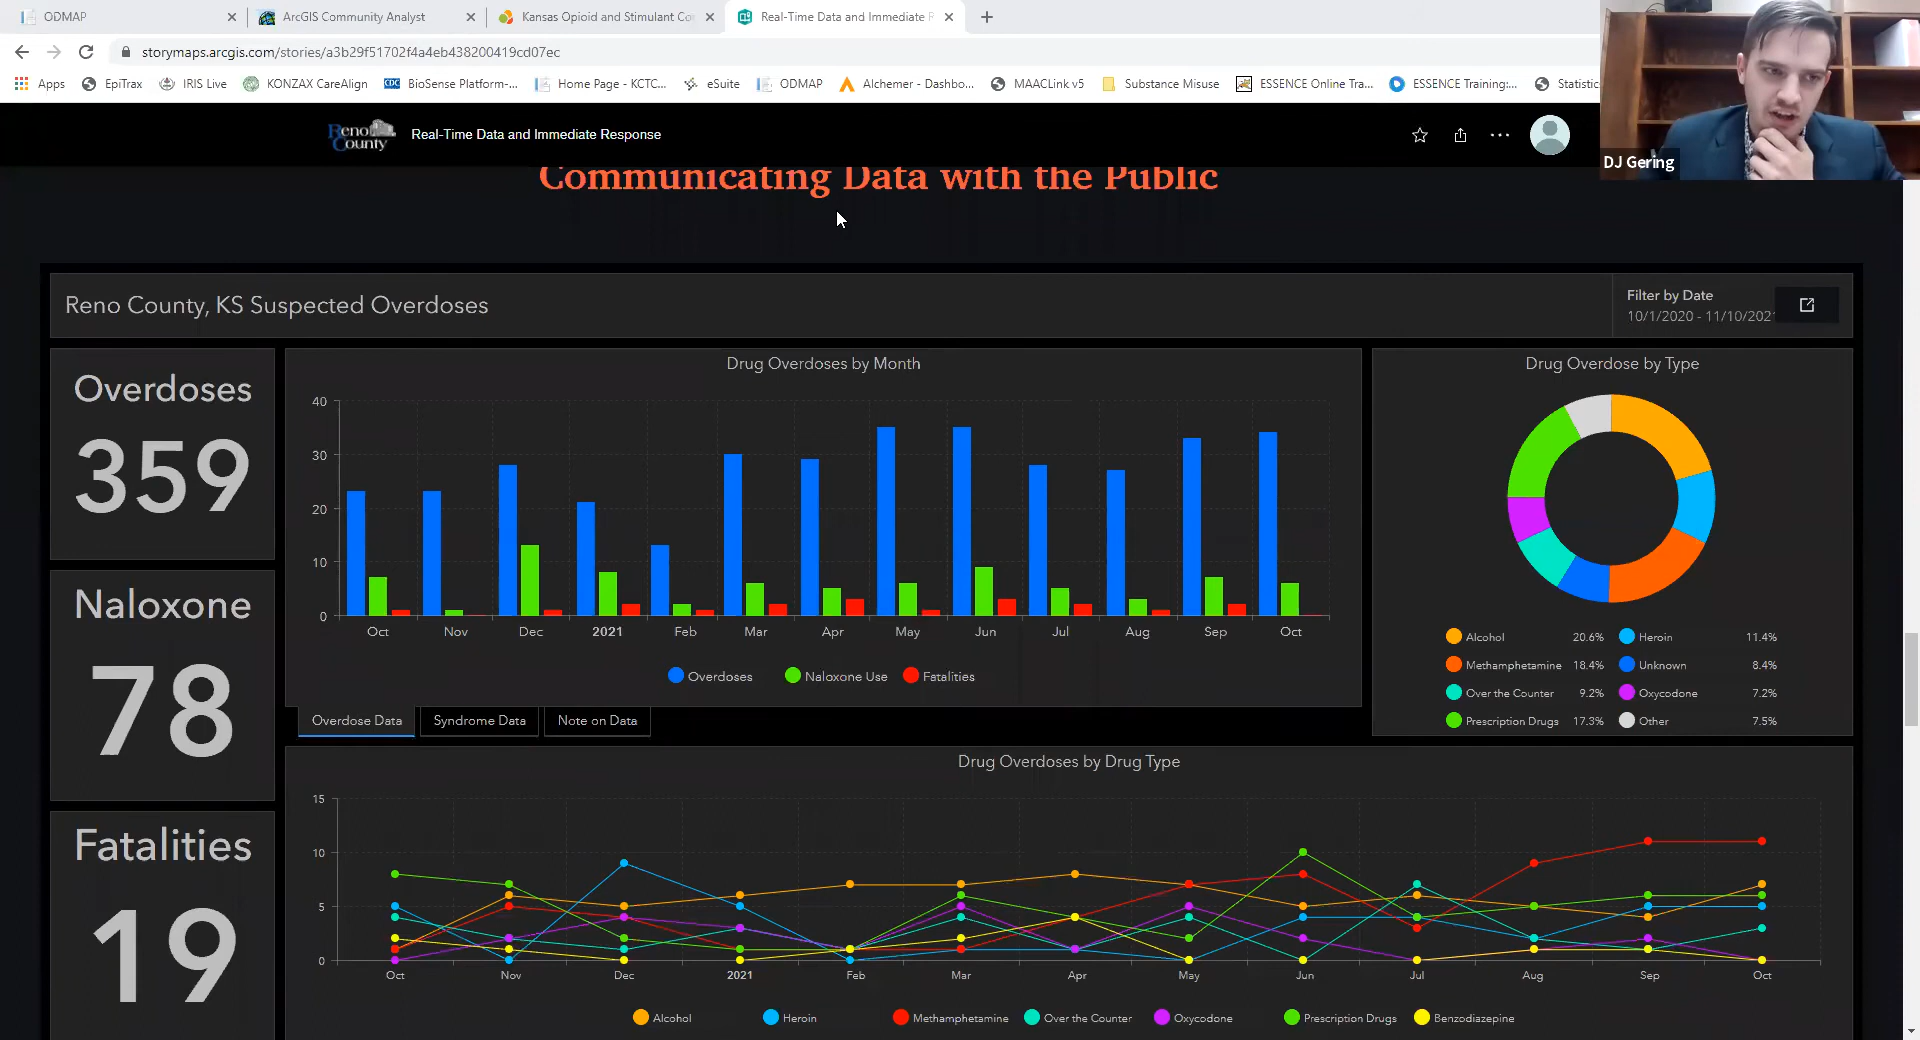 ODMAP
ArcGIS Community Analyst
Kansas Opioid and Stimulant Co
Real-Time Data and Immediate F
storymaps.arcgis.com/stories/a3b29f51702f4a4eb438200419cd07ec
Apps EpiTrax IRIS Live KONZAX CareAlign BioSense Platform-... Home Page - KCTC... eSuite ODMAP Alchemer - Dashbo... MAACLink v5 Substance Misuse ESSENCE Online Tra... ESSENCE Training:... Statistic
CDC
Reno County
Real-Time Data and Immediate Response
DJ Gering
Communicating Data with the Public
Reno County, KS Suspected Overdoses
Filter by Date
10/1/2020 - 11/10/2021
Overdoses
359
Naloxone
78
Fatalities
19
Drug Overdoses by Month
40
30
20
10
0
Oct Nov Dec 2021 Feb Mar Apr May Jun Jul Aug Sep Oct
Overdoses Naloxone Use Fatalities
Overdose Data Syndrome Data Note on Data
Drug Overdose by Type
Alcohol 20.6% Heroin 11.4%
Methamphetamine 18.4% Unknown 8.4%
Over the Counter 9.2% Oxycodone 7.2%
Prescription Drugs 17.3% Other 7.5%
Drug Overdoses by Drug Type
15
10
5
0
Oct Nov Dec 2021 Feb Mar Apr May Jun Jul Aug Sep Oct
Alcohol Heroin Methamphetamine Over the Counter Oxycodone Prescription Drugs Benzodiazepine